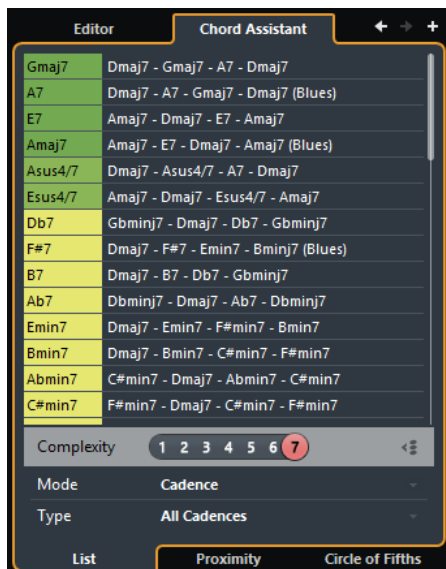 Editor Chord Assistant
Gmaj7 Dmaj7 - Gmaj7 - A7 - Dmaj7
A7 Dmaj7 - A7 - Gmaj7 - Dmaj7 (Blues)
E7 Amaj7 - Dmaj7 - E7 - Amaj7
Amaj7 Amaj7 - E7 - Dmaj7 - Amaj7 (Blues)
Asus4/7 Dmaj7 - Asus4/7 - A7 - Dmaj7
Esus4/7 Amaj7 - Dmaj7 - Esus4/7 - Amaj7
Db7 Gbminj7 - Dmaj7 - Db7 - Gbminj7
F#7 Dmaj7 - F#7 - Emin7 - Bminj7 (Blues)
B7 Dmaj7 - B7 - Db7 - Gbminj7
Ab7 Dbminj7 - Dmaj7 - Ab7 - Dbminj7
Emin7 Dmaj7 - Emin7 - F#min7 - Bmin7
Bmin7 Dmaj7 - Bmin7 - C#min7 - F#min7
Abmin7 C#min7 - Dmaj7 - Abmin7 - C#min7
C#min7 F#min7 - Dmaj7 - C#min7 - F#min7
Complexity 1 2 3 4 5 6 7
Mode Cadence
Type All Cadences
List Proximity Circle of Fifths